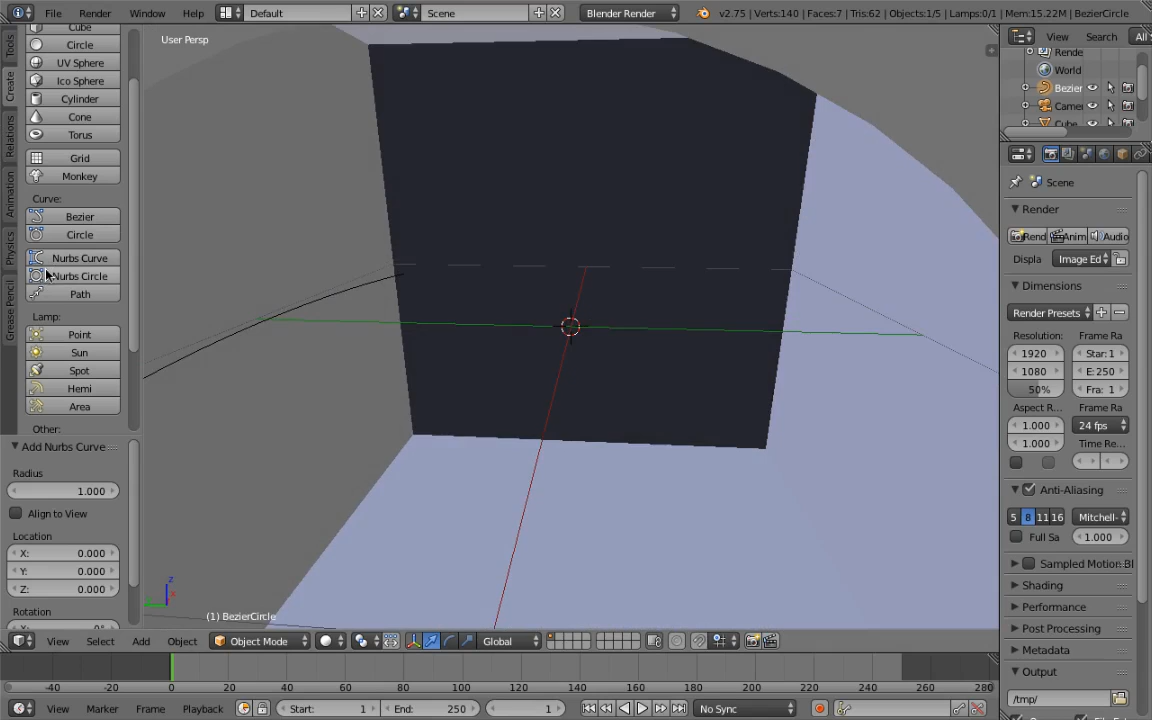 File Render Window Help Default Scene Blender Render v2.75 | Verts:140 | Faces:7 | Tris:62 | Objects:1/5 | Lamps:0/1 | Mem:15.22M | BezierCircle
View Search All
User Persp
Tools
Create
Relations
Animation
Physics
Grease Pencil
Cube
Circle
UV Sphere
Ico Sphere
Cylinder
Cone
Torus
Grid
Monkey
Curve:
Bezier
Circle
Nurbs Curve
Nurbs Circle
Path
Lamp:
Point
Sun
Spot
Hemi
Area
Other:
Add Nurbs Curve
Radius
1.000
Align to View
Location
X: 0.000
Y: 0.000
Z: 0.000
Rotation
z
(1) BezierCircle
Rende
World
Bezier
Came
Cube
Scene
Render
Rend Anim Audio
Displa Image Ed
Dimensions
Render Presets
Resolution: Frame Ra
1920 Star:1
1080 E:250
50% Fra: 1
Aspect R... Frame Ra
1.000 24 fps
1.000 Time Re...
Anti-Aliasing
5 8 11 16 Mitchell-
Full Sa 1.000
Sampled Motion Bl
Shading
Performance
Post Processing
Metadata
Output
/tmp/
View Select Add Object Object Mode Global
-40 -20 0 20 40 60 80 100 120 140 160 180 200 220 240 260 280
View Marker Frame Playback Start: 1 End: 250 1 No Sync